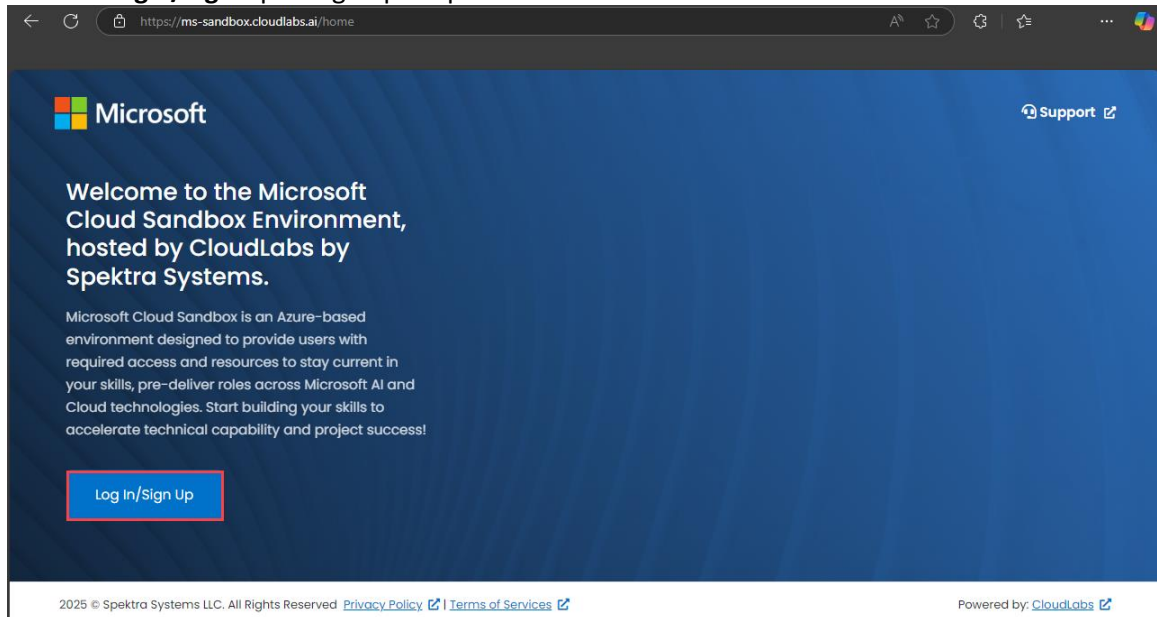 https://ms-sandbox.cloudlabs.ai/home
Microsoft
Support
Welcome to the Microsoft
Cloud Sandbox Environment,
hosted by CloudLabs by
Spektra Systems.
Microsoft Cloud Sandbox is an Azure-based
environment designed to provide users with
required access and resources to stay current in
your skills, pre-deliver roles across Microsoft AI and
Cloud technologies. Start building your skills to
accelerate technical capability and project success!
Log In/Sign Up
2025 © Spektra Systems LLC. All Rights Reserved Privacy Policy | Terms of Services
Powered by: CloudLabs